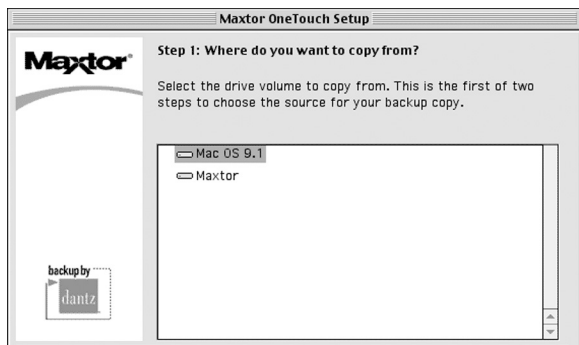 Maxtor OneTouch Setup
Maxtor
Step 1: Where do you want to copy from?
Select the drive volume to copy from. This is the first of two
steps to choose the source for your backup copy.
Mac OS 9.1
Maxtor
backup by
dantz